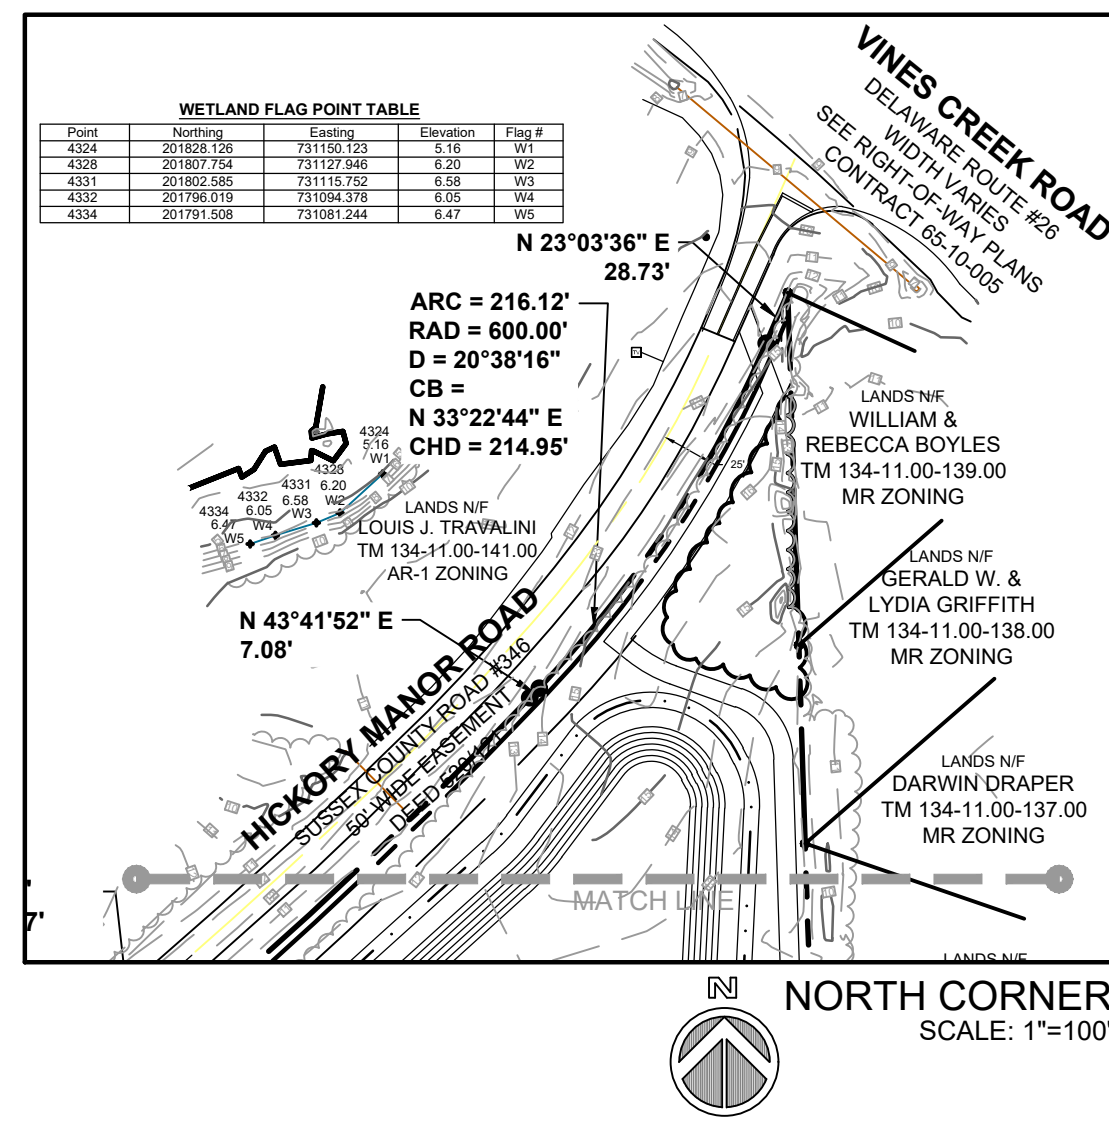 WETLAND FLAG POINT TABLE
Point Northing Easting Elevation Flag #
4324 201828.126 731150.123 5.16 W1
4328 201807.754 731127.946 6.20 W2
4331 201802.585 731115.752 6.58 W3
4332 201796.019 731094.378 6.05 W4
4334 201791.508 731081.244 6.47 W5
VINES CREEK ROAD
DELAWARE ROUTE #26
WIDTH VARIES
SEE RIGHT-OF-WAY PLANS
CONTRACT 65-10-005
N 23°03'36" E
28.73'
ARC = 216.12'
RAD = 600.00'
D = 20°38'16"
CB =
N 33°22'44" E
CHD = 214.95'
25'
LANDS N/F
WILLIAM &
REBECCA BOYLES
TM 134-11.00-139.00
MR ZONING
4324
5.16
W1
4328
6.20
W2
4331
6.58
W3
4332
6.05
W4
4334
6.47
W5
LANDS N/F
LOUIS J. TRAVALINI
TM 134-11.00-141.00
AR-1 ZONING
LANDS N/F
GERALD W. &
LYDIA GRIFFITH
TM 134-11.00-138.00
MR ZONING
N 43°41'52" E
7.08'
HICKORY MANOR ROAD
SUSSEX COUNTY ROAD #346
50' WIDE EASEMENT
LANDS N/F
DARWIN DRAPER
TM 134-11.00-137.00
MR ZONING
MATCH LINE
7'
LANDS N/F
N
NORTH CORNER
SCALE: 1"=100'